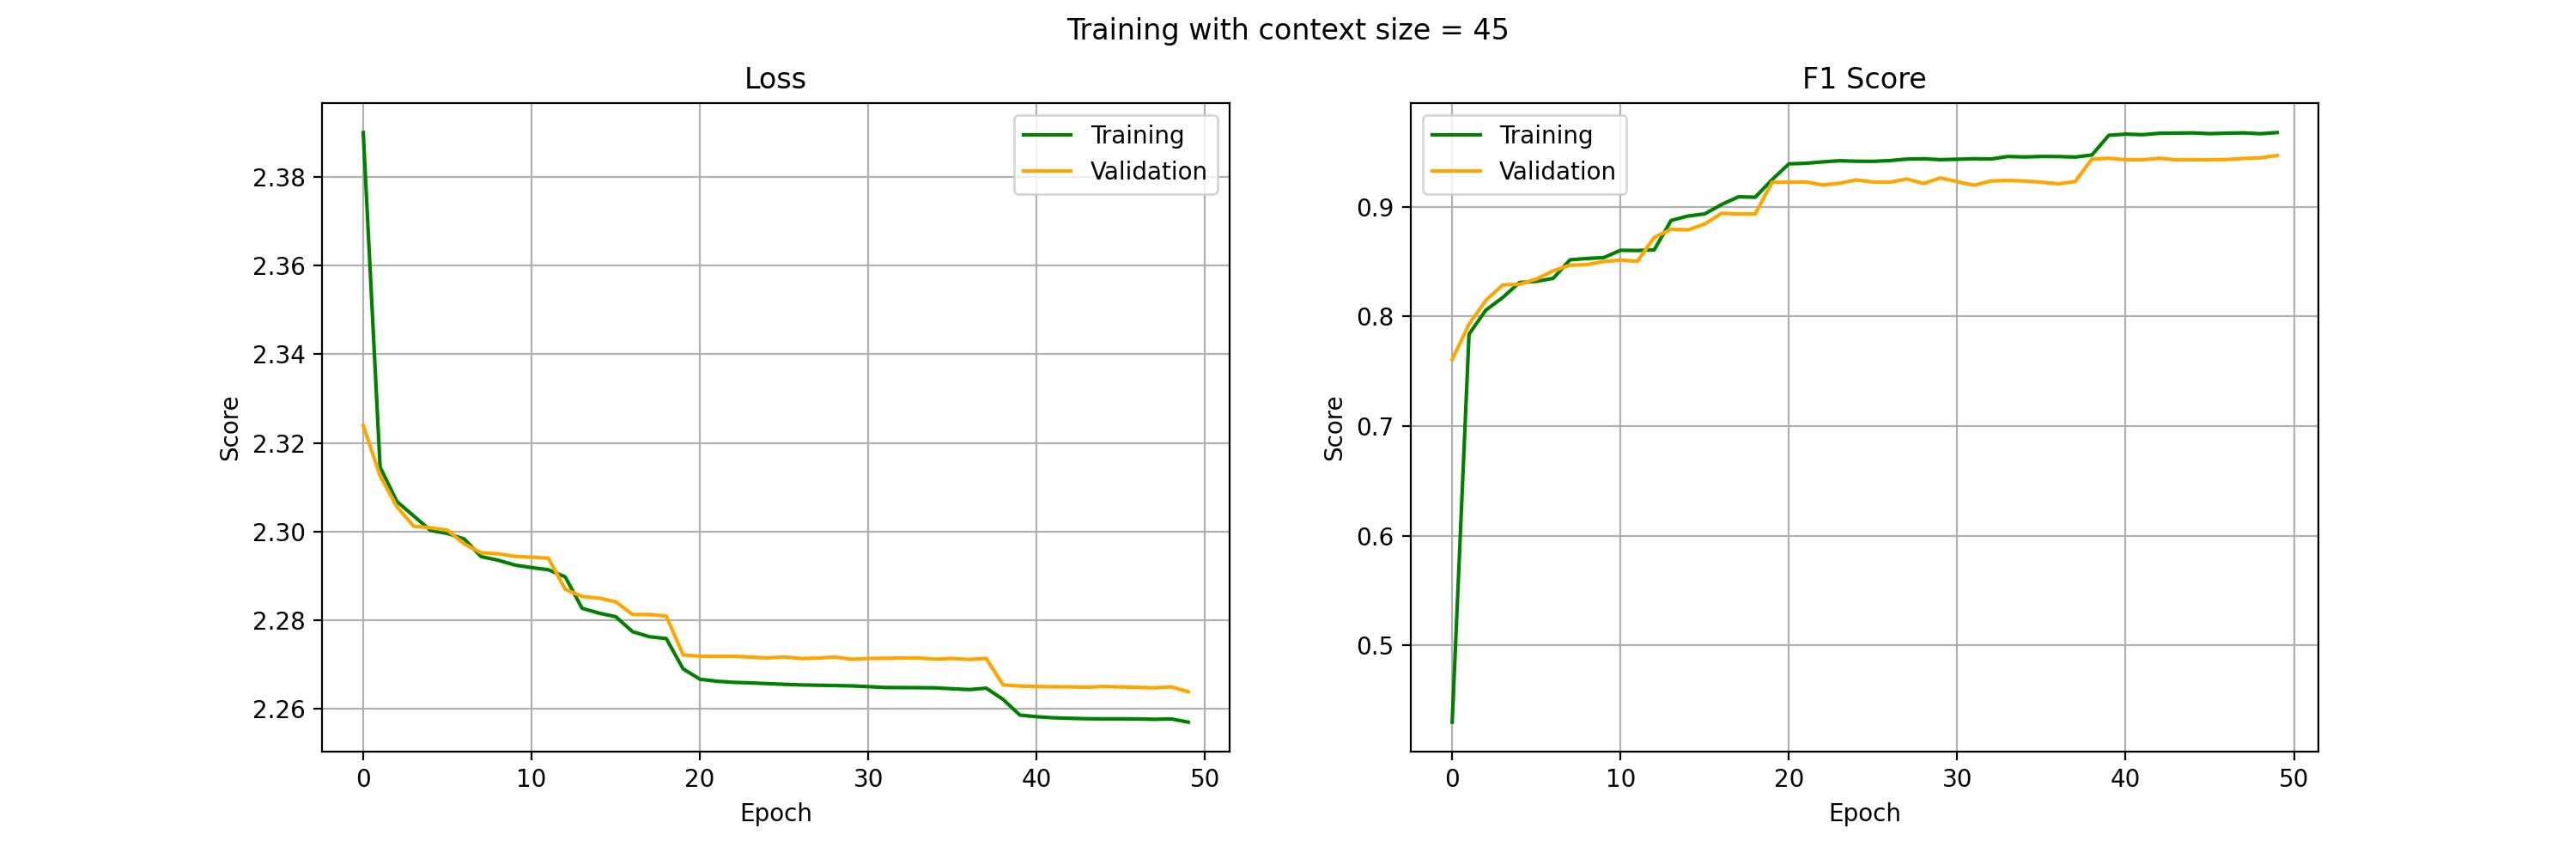 Training with context size = 45
Loss
Training
Validation
2.38
2.36
2.34
2.32
2.30
2.28
2.26
Score
0
10
20
30
40
50
Epoch
F1 Score
Training
Validation
0.9
0.8
0.7
0.6
0.5
Score
0
10
20
30
40
50
Epoch